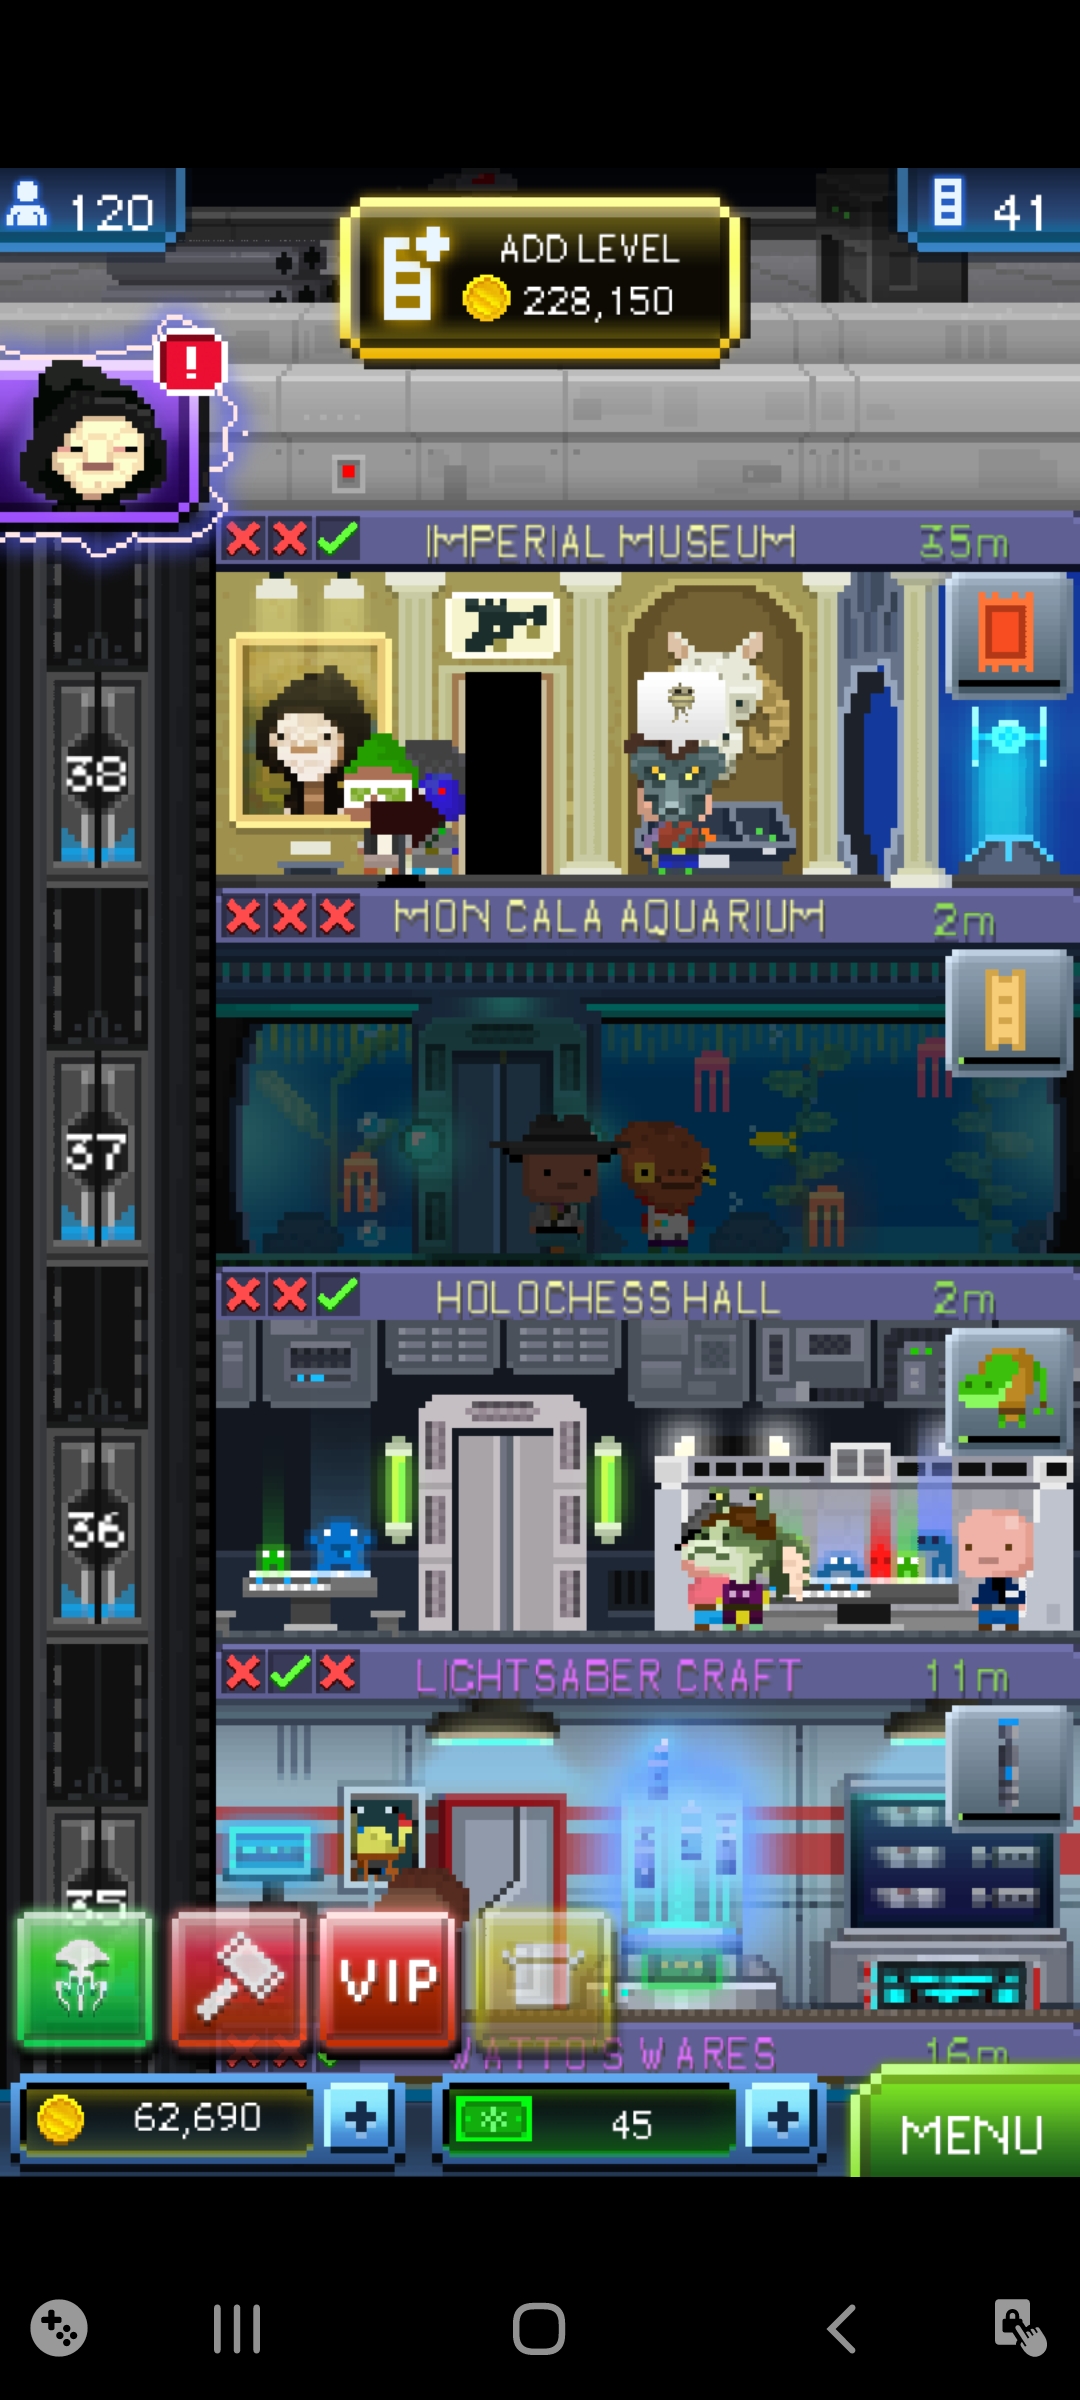 120
ADD LEVEL
228,150
41
!
IMPERIAL MUSEUM
35m
38
MON CALA AQUARIUM
2m
37
HOLOCHESS HALL
2m
36
LIGHTSABER CRAFT
11m
35
VIP
WATTO'S WARES
16m
62,690
+
45
+
MENU